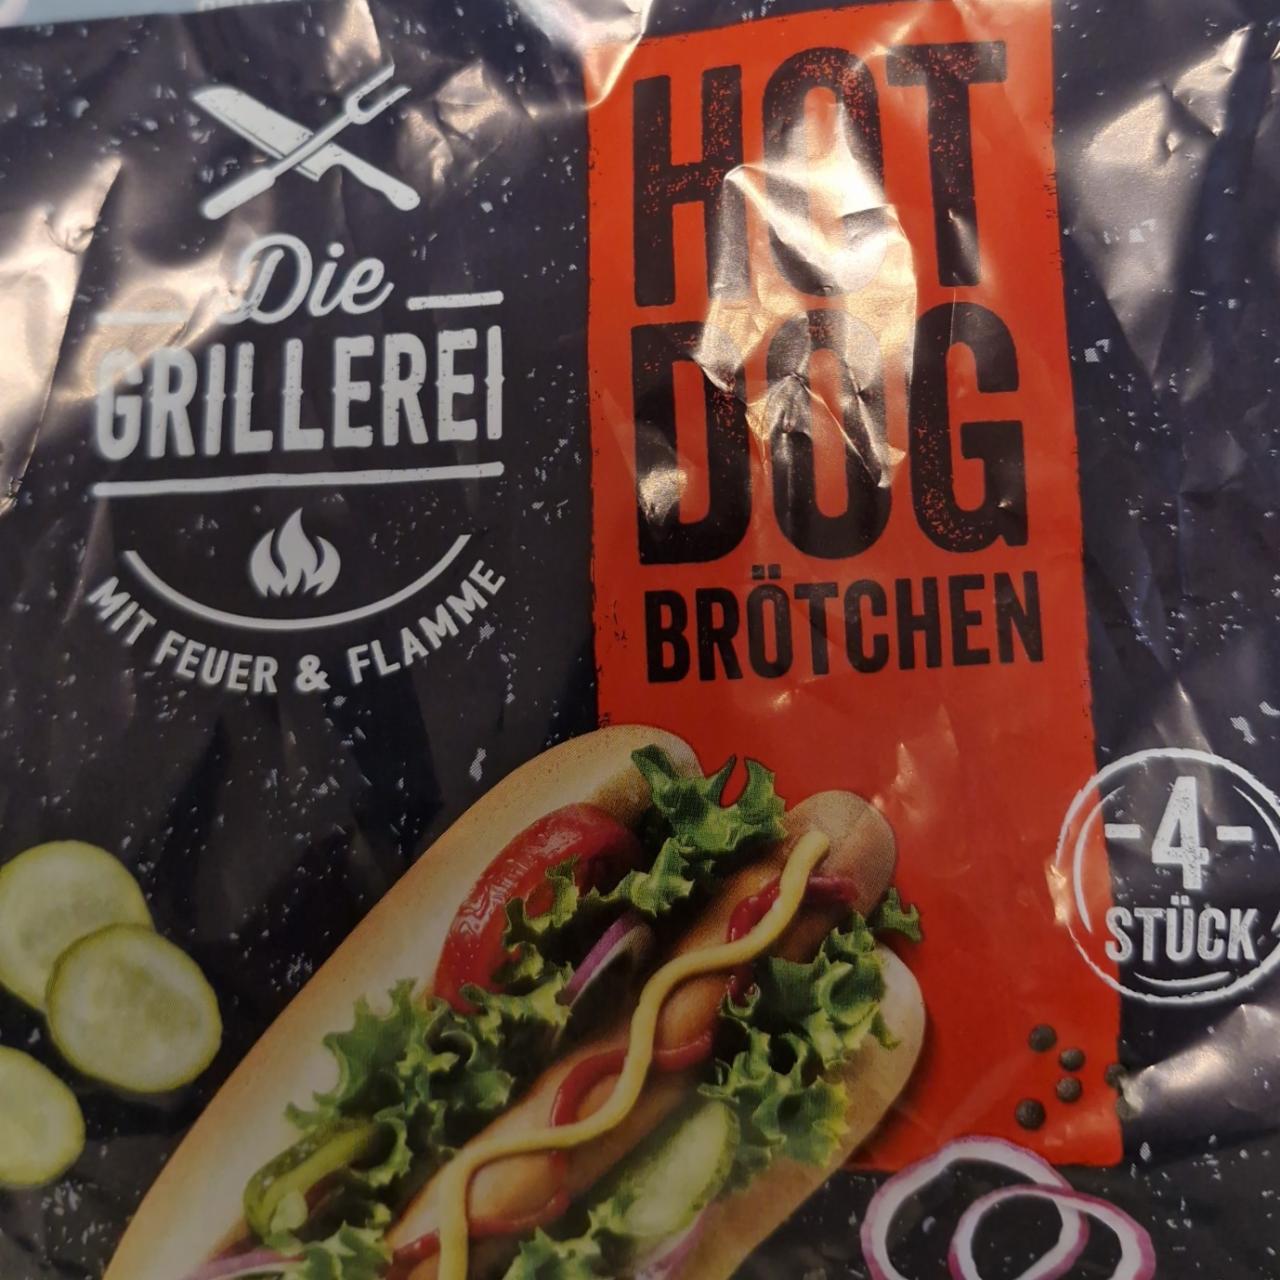 Die
GRILLEREI
MIT FEUER & FLAMME
HOT
DOG
BRÖTCHEN
-4-
STÜCK